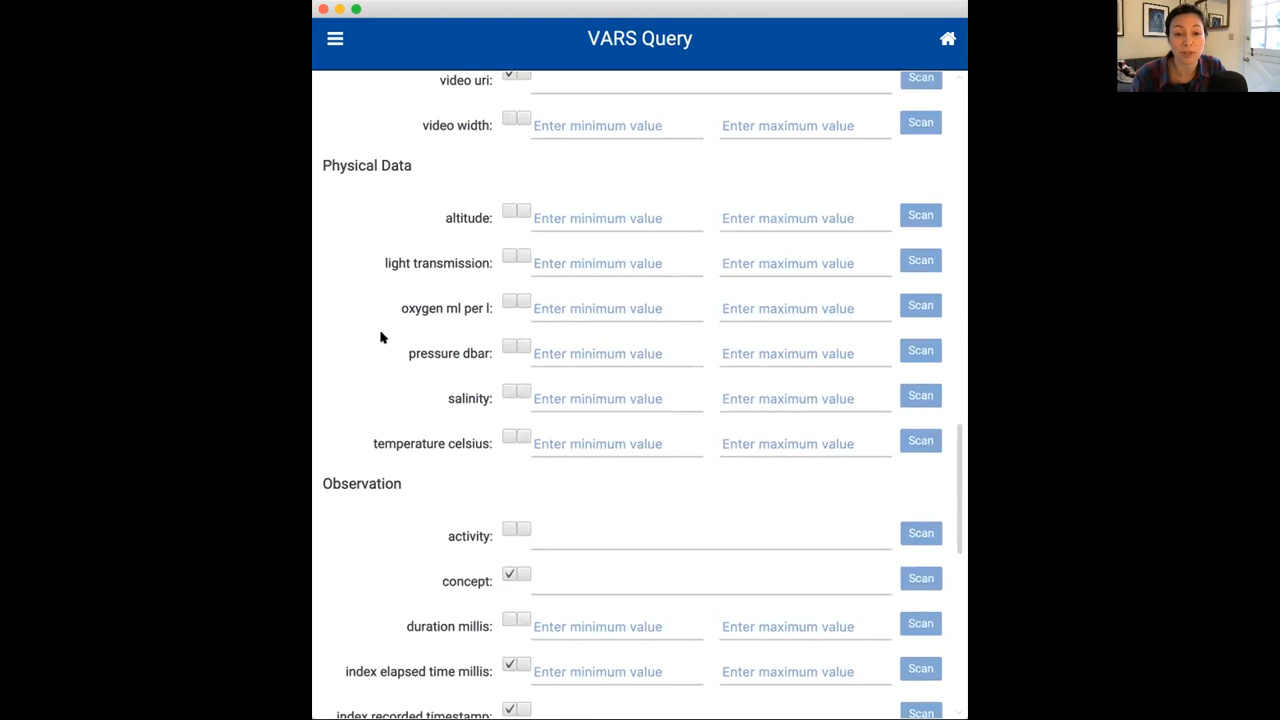 VARS Query
video uri: Scan
video width: Enter minimum value Enter maximum value Scan
Physical Data
altitude: Enter minimum value Enter maximum value Scan
light transmission: Enter minimum value Enter maximum value Scan
oxygen ml per l: Enter minimum value Enter maximum value Scan
pressure dbar: Enter minimum value Enter maximum value Scan
salinity: Enter minimum value Enter maximum value Scan
temperature celsius: Enter minimum value Enter maximum value Scan
Observation
activity: Scan
concept: Scan
duration millis: Enter minimum value Enter maximum value Scan
index elapsed time millis: Enter minimum value Enter maximum value Scan
index recorded timestamp: Scan